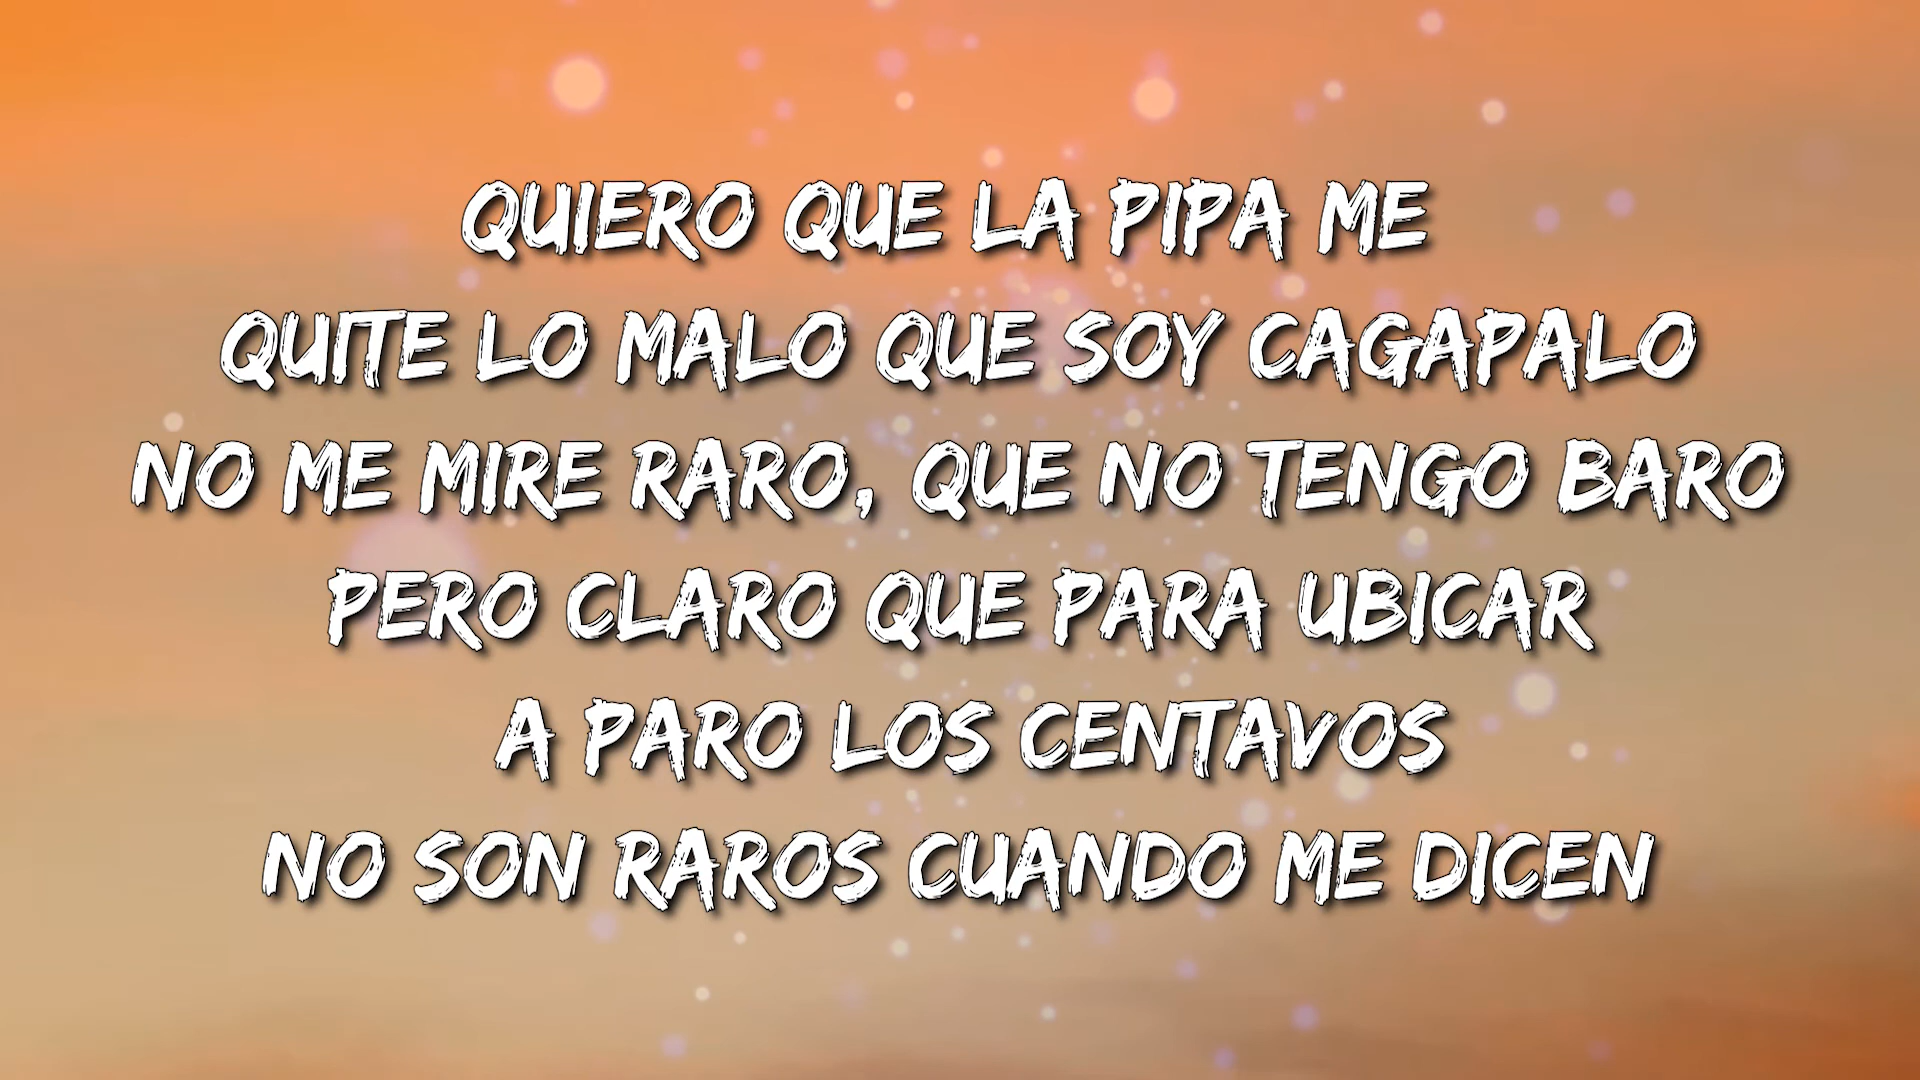 QUIERO QUE LA PIPA ME
QUITE LO MALO QUE SOY CAGAPALO
NO ME MIRE RARO, QUE NO TENGO BARO
PERO CLARO QUE PARA UBICAR
A PARO LOS CENTAVOS
NO SON RAROS CUANDO ME DICEN